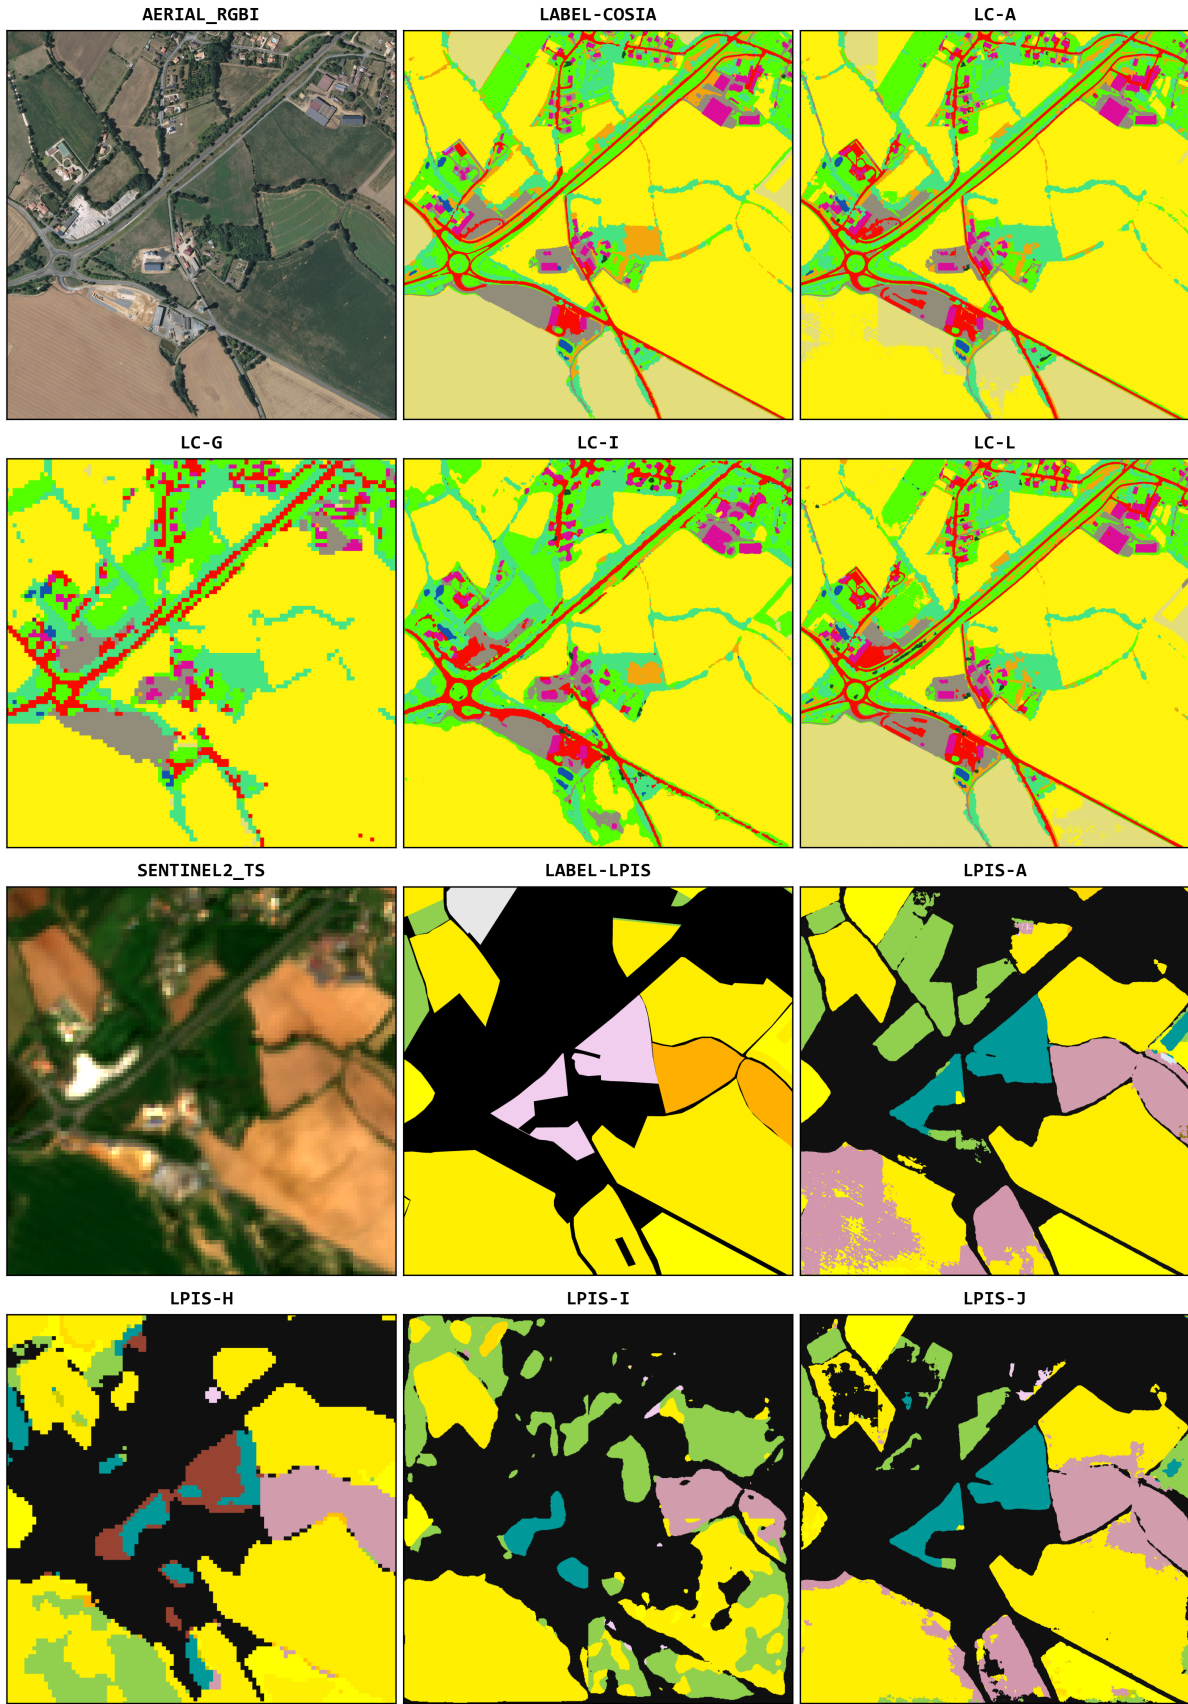 AERIAL_RGBI
LABEL-COSIA
LC-A
LC-G
LC-I
LC-L
SENTINEL2_TS
LABEL-LPIS
LPIS-A
LPIS-H
LPIS-I
LPIS-J